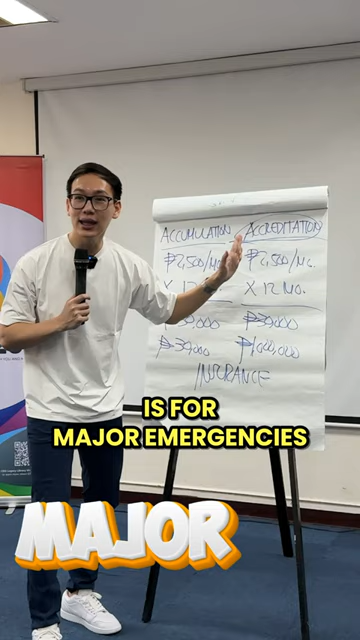 ACCUMULATION ACCREDITATION
₱2,500/MO. ₱2,500/MO.
X 12 X 12 MO.
₱30,000
₱30,000 ₱1,000,000
INSURANCE
IS FOR
MAJOR EMERGENCIES
MAJOR